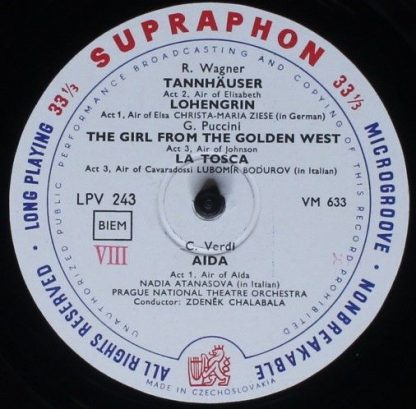 SUPRAPHON
LONG PLAYING 33 1/3
33 1/3 MICROGROOVE
UNAUTHORIZED PUBLIC PERFORMANCE BROADCASTING AND COPYING OF THIS RECORD PROHIBITED
R. Wagner
TANNHÄUSER
Act 2, Air of Elisabeth
LOHENGRIN
Act 1, Air of Elsa CHRISTA-MARIA ZIESE (in German)
G. Puccini
THE GIRL FROM THE GOLDEN WEST
Act 3, Air of Johnson
LA TOSCA
Act 3, Air of Cavaradossi LUBOMÍR BODUROV (in Italian)
LPV 243
VM 633
BIEM
VIII
C. Verdi
AIDA
Act 1, Air of Aida
NADIA ATANASOVA (in Italian)
PRAGUE NATIONAL THEATRE ORCHESTRA
Conductor: ZDENĚK CHALABALA
ALL RIGHTS RESERVED
NONBREAKABLE
MADE IN CZECHOSLOVAKIA